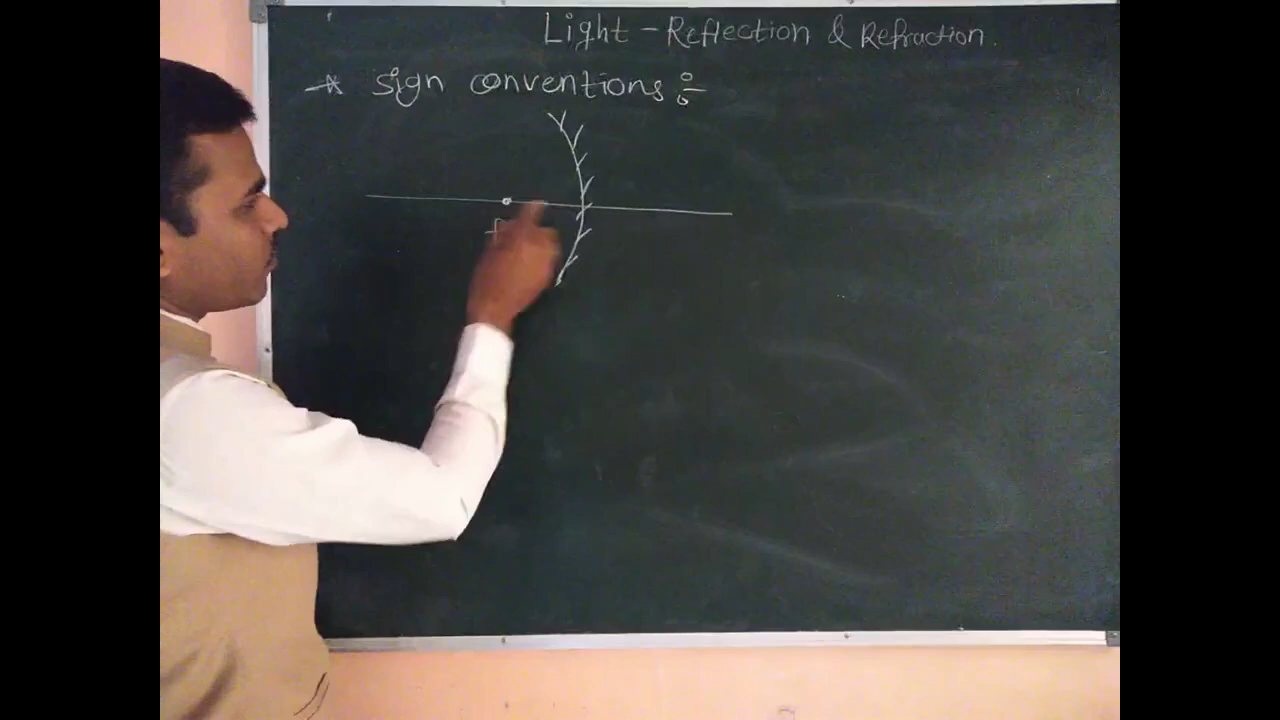 Light - Reflection & Refraction.
* Sign conventions :-
F